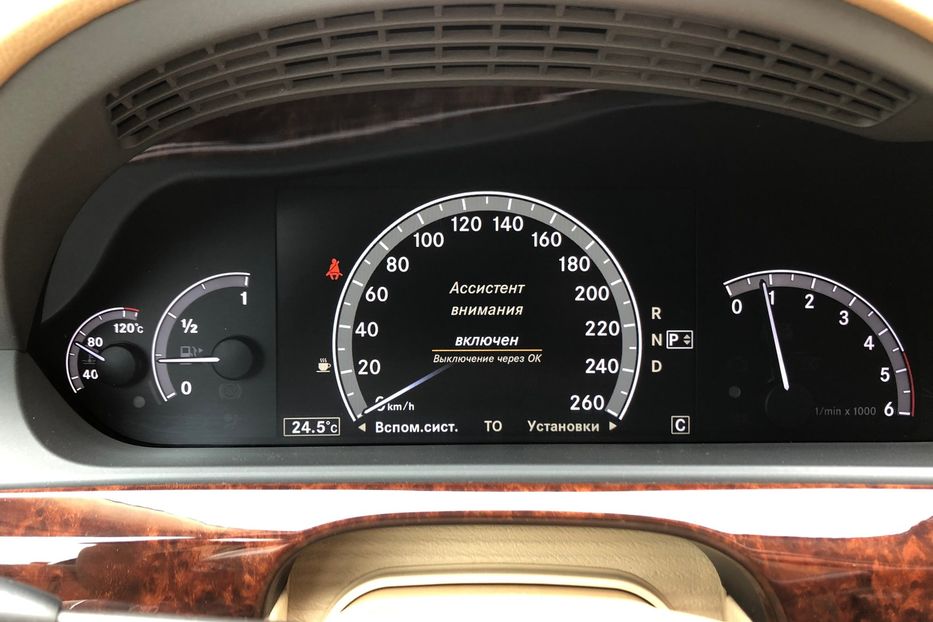 120°C
80
40
1
½
0
120 140
100 160
80 180
60 200
40 220
20 240
0 km/h 260
Ассистент
внимания
включен
Выключение через ОК
24.5°C
◄ Вспом.сист. ТО Установки ►
R
N P
D
C
0 1 2 3 4 5 6
1/min x 1000